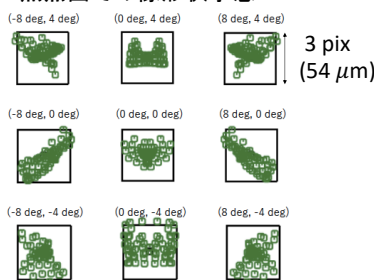 (-8 deg, 4 deg) (0 deg, 4 deg) (8 deg, 4 deg)
3 pix
(54 μm)
(-8 deg, 0 deg) (0 deg, 0 deg) (8 deg, 0 deg)
(-8 deg, -4 deg) (0 deg, -4 deg) (8 deg, -4 deg)